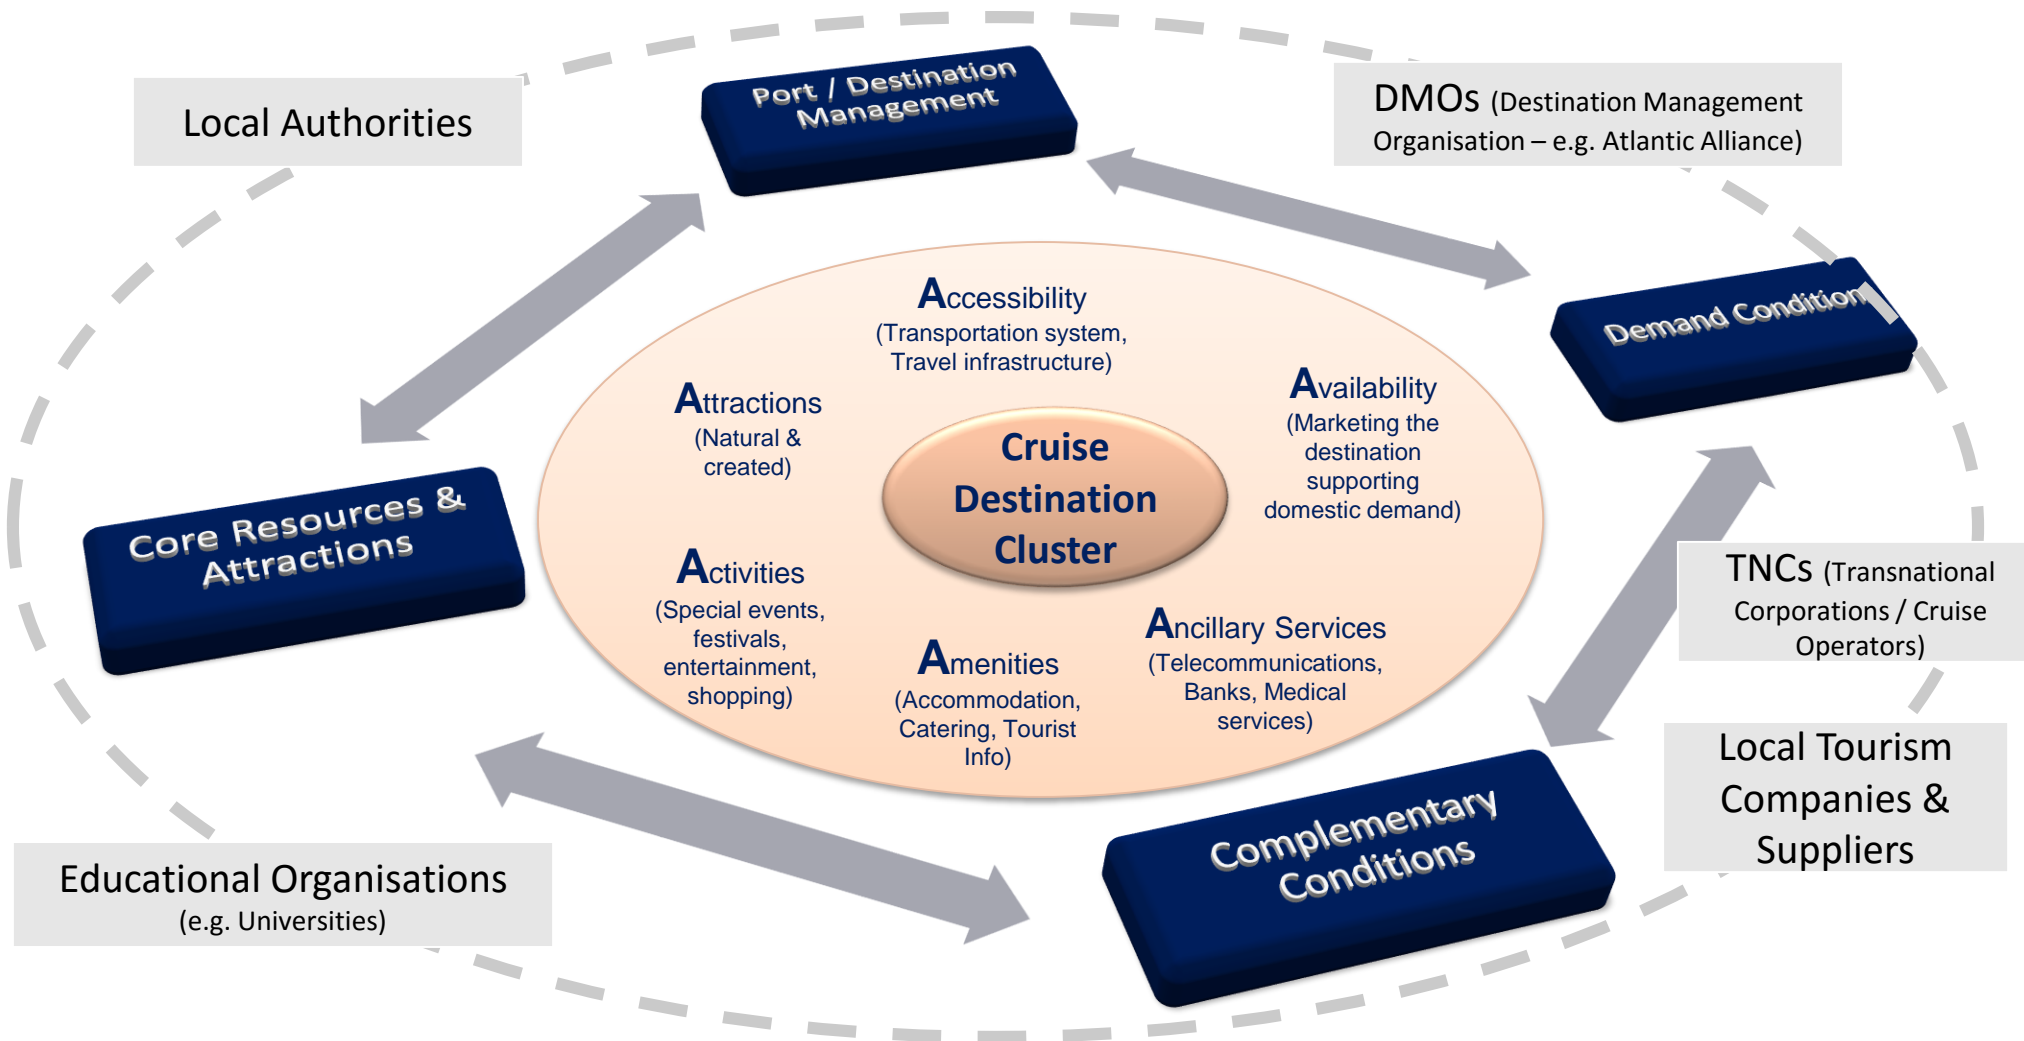 Port / Destination
Management
Local Authorities
DMOs (Destination Management
Organisation – e.g. Atlantic Alliance)
Demand Condition
Accessibility
(Transportation system,
Travel infrastructure)
Attractions
(Natural &
created)
Availability
(Marketing the
destination
supporting
domestic demand)
Cruise
Destination
Cluster
Core Resources &
Attractions
Activities
(Special events,
festivals,
entertainment,
shopping)
Amenities
(Accommodation,
Catering, Tourist
Info)
Ancillary Services
(Telecommunications,
Banks, Medical
services)
TNCs (Transnational
Corporations / Cruise
Operators)
Local Tourism
Companies &
Suppliers
Complementary
Conditions
Educational Organisations
(e.g. Universities)